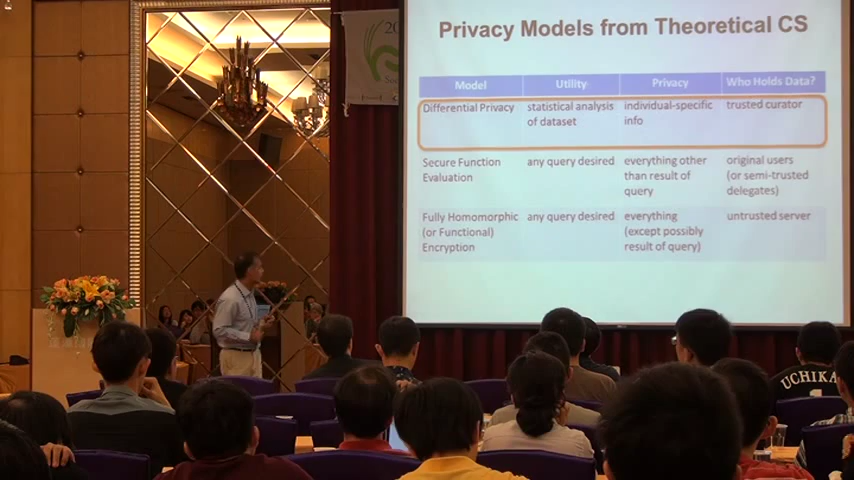 20
Privacy Models from Theoretical CS
Model Utility Privacy Who Holds Data?
Differential Privacy statistical analysis individual-specific trusted curator
of dataset info
Secure Function any query desired everything other original users
Evaluation than result of (or semi-trusted
query delegates)
Fully Homomorphic any query desired everything untrusted server
(or Functional) (except possibly
Encryption result of query)
UCHIKA